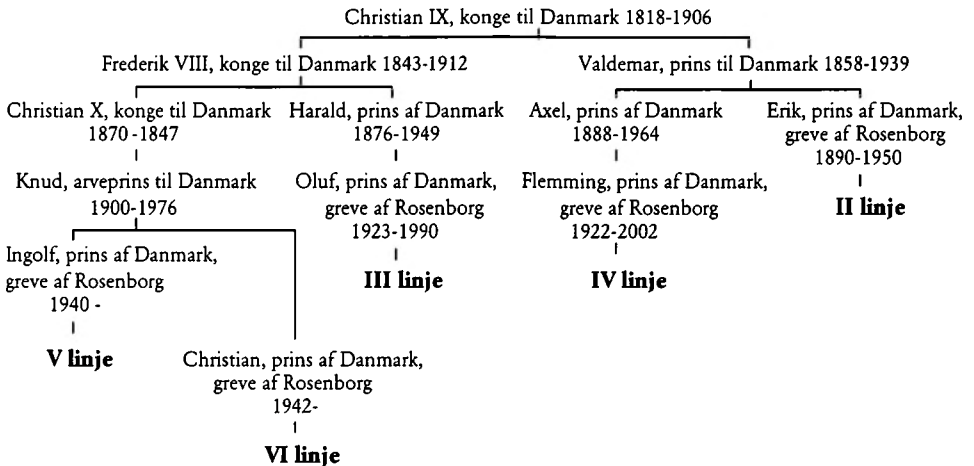 Christian IX, konge til Danmark 1818-1906
Frederik VIII, konge til Danmark 1843-1912
Valdemar, prins til Danmark 1858-1939
Christian X, konge til Danmark
1870 -1847
Harald, prins af Danmark
1876-1949
Axel, prins af Danmark
1888-1964
Erik, prins af Danmark,
greve af Rosenborg
1890-1950
II linje
Knud, arveprins til Danmark
1900-1976
Oluf, prins af Danmark,
greve af Rosenborg
1923-1990
III linje
Flemming, prins af Danmark,
greve af Rosenborg
1922-2002
IV linje
Ingolf, prins af Danmark,
greve af Rosenborg
1940 -
V linje
Christian, prins af Danmark,
greve af Rosenborg
1942-
VI linje